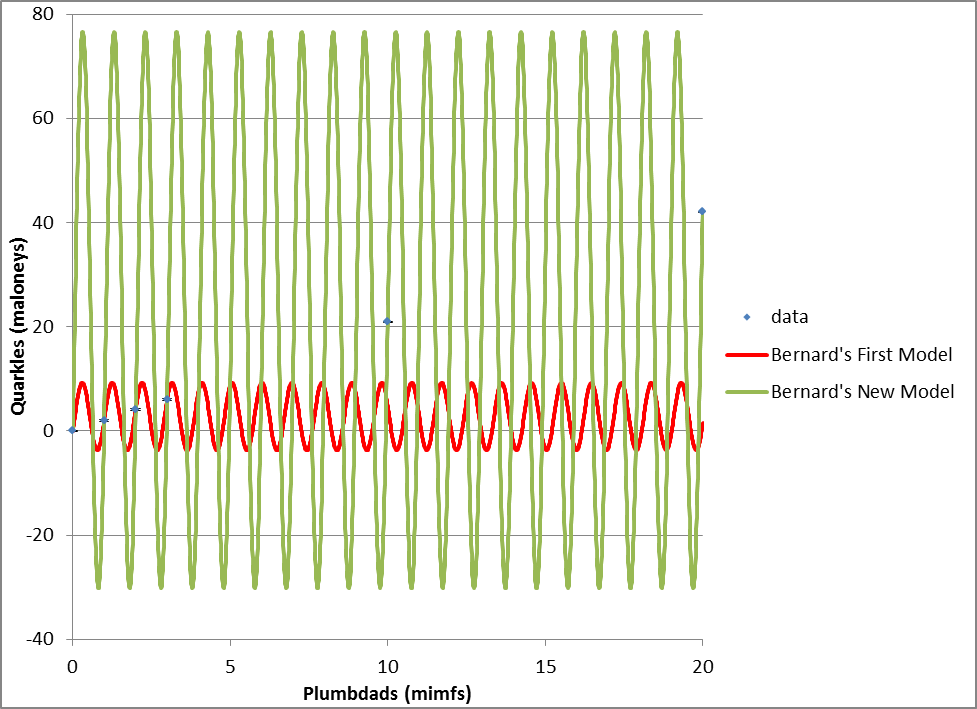 80
60
40
20
0
-20
-40
0 5 10 15 20
Quarkles (maloneys)
Plumbdads (mimfs)
data
Bernard's First Model
Bernard's New Model